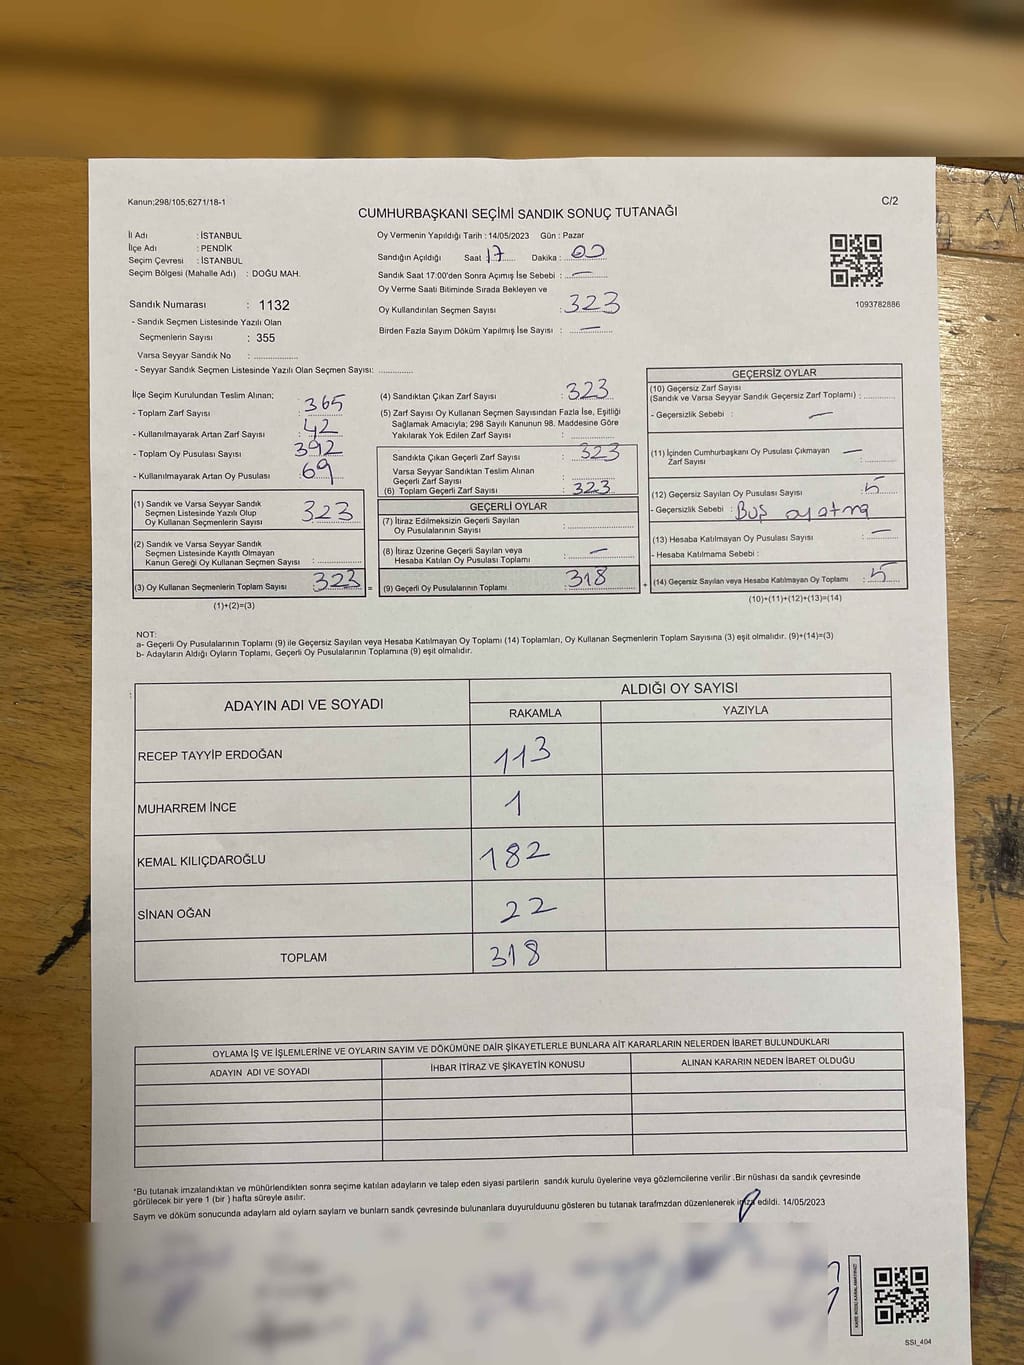 Kanun;298/105;6271/18-1
C/2
CUMHURBAŞKANI SEÇİMİ SANDIK SONUÇ TUTANAĞI
İl Adı : İSTANBUL
İlçe Adı : PENDİK
Seçim Çevresi : İSTANBUL
Seçim Bölgesi (Mahalle Adı) : DOĞU MAH.
Oy Vermenin Yapıldığı Tarih : 14/05/2023 Gün : Pazar
Sandığın Açıldığı Saat 17 Dakika : 00
Sandık Saat 17:00'den Sonra Açımış İse Sebebi : —
Oy Verme Saati Bitiminde Sırada Bekleyen ve
Oy Kullandırılan Seçmen Sayısı : 323
Birden Fazla Sayım Döküm Yapılmış İse Sayısı : —
1093782886
Sandık Numarası : 1132
- Sandık Seçmen Listesinde Yazılı Olan
Seçmenlerin Sayısı : 355
Varsa Seyyar Sandık No : ...............
- Seyyar Sandık Seçmen Listesinde Yazılı Olan Seçmen Sayısı: ............
İlçe Seçim Kurulundan Teslim Alınan;
- Toplam Zarf Sayısı : 365
- Kullanılmayarak Artan Zarf Sayısı : 42
- Toplam Oy Pusulası Sayısı : 392
- Kullanılmayarak Artan Oy Pusulası : 69
(1) Sandık ve Varsa Seyyar Sandık
Seçmen Listesinde Yazılı Olup
Oy Kullanan Seçmenlerin Sayısı : 323
(2) Sandık ve Varsa Seyyar Sandık
Seçmen Listesinde Kayıtlı Olmayan
Kanun Gereği Oy Kullanan Seçmen Sayısı : ...............
(3) Oy Kullanan Seçmenlerin Toplam Sayısı : 323 =
(1)+(2)=(3)
(4) Sandıktan Çıkan Zarf Sayısı : 323
(5) Zarf Sayısı Oy Kullanan Seçmen Sayısından Fazla İse, Eşitliği
Sağlamak Amacıyla; 298 Sayılı Kanunun 98. Maddesine Göre
Yakılarak Yok Edilen Zarf Sayısı : ...............
Sandıkta Çıkan Geçerli Zarf Sayısı : 323
Varsa Seyyar Sandıktan Teslim Alınan
Geçerli Zarf Sayısı : ...............
(6) Toplam Geçerli Zarf Sayısı : 323
GEÇERLİ OYLAR
(7) İtiraz Edilmeksizin Geçerli Sayılan
Oy Pusulasının Sayısı : ...............
(8) İtiraz Üzerine Geçerli Sayılan veya
Hesaba Katılan Oy Pusulası Toplamı : —
(9) Geçerli Oy Pusulalarının Toplamı : 318 +
GEÇERSİZ OYLAR
(10) Geçersiz Zarf Sayısı
(Sandık ve Varsa Seyyar Sandık Geçersiz Zarf Toplamı) : ............
- Geçersizlik Sebebi : —
(11) İçinden Cumhurbaşkanı Oy Pusulası Çıkmayan —
Zarf Sayısı : ............
(12) Geçersiz Sayılan Oy Pusulası Sayısı : 5
- Geçersizlik Sebebi : Boş oy atma
(13) Hesaba Katılmayan Oy Pusulası Sayısı : —
- Hesaba Katılmama Sebebi :
(14) Geçersiz Sayılan veya Hesaba Katılmayan Oy Toplamı : 5
(10)+(11)+(12)+(13)=(14)
NOT:
a- Geçerli Oy Pusulalarının Toplamı (9) ile Geçersiz Sayılan veya Hesaba Katılmayan Oy Toplamı (14) Toplamları, Oy Kullanan Seçmenlerin Toplam Sayısına (3) eşit olmalıdır. (9)+(14)=(3)
b- Adayların Aldığı Oyların Toplamı, Geçerli Oy Pusulalarının Toplamına (9) eşit olmalıdır.
ADAYIN ADI VE SOYADI ALDIĞI OY SAYISI
RAKAMLA YAZIYLA
RECEP TAYYİP ERDOĞAN 113
MUHARREM İNCE 1
KEMAL KILIÇDAROĞLU 182
SİNAN OĞAN 22
TOPLAM 318
OYLAMA İŞ VE İŞLEMLERİNE VE OYLARIN SAYIM VE DÖKÜMÜNE DAİR ŞİKAYETLERLE BUNLARA AİT KARARLARIN NELERDEN İBARET BULUNDUKLARI
ADAYIN ADI VE SOYADI İHBAR İTİRAZ VE ŞİKAYETİN KONUSU ALINAN KARARIN NEDEN İBARET OLDUĞU
*Bu tutanak imzalandıktan ve mühürlendikten sonra seçime katılan adayların ve talep eden siyasi partilerin sandık kurulu üyelerine veya gözlemcilerine verilir .Bir nüshası da sandık çevresinde
görülecek bir yere 1 (bir ) hafta süreyle asılır.
Sayım ve döküm sonucunda adayların ald oyların sayların ve bunların sandk çevresinde bulunanlara duyurulduunu gösteren bu tutanak tarafmzdan düzenlenerek imza edildi. 14/05/2023
SSI_404